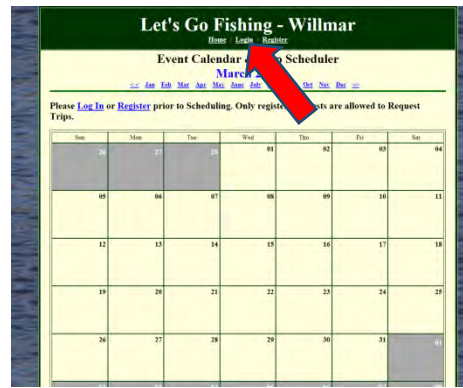 Let's Go Fishing - Willmar
Home | Login | Register
Event Calendar Scheduler
March
<< Jan Feb Mar Apr May June July Oct Nov Dec >>
Please Log In or Register prior to Scheduling. Only are allowed to Request
Trips.
Sun Mon Tue Wed Thu Fri Sat
26 27 28 01 02 03 04
05 06 07 08 09 10 11
12 13 14 15 16 17 18
19 20 21 22 23 24 25
26 27 28 29 30 31 01